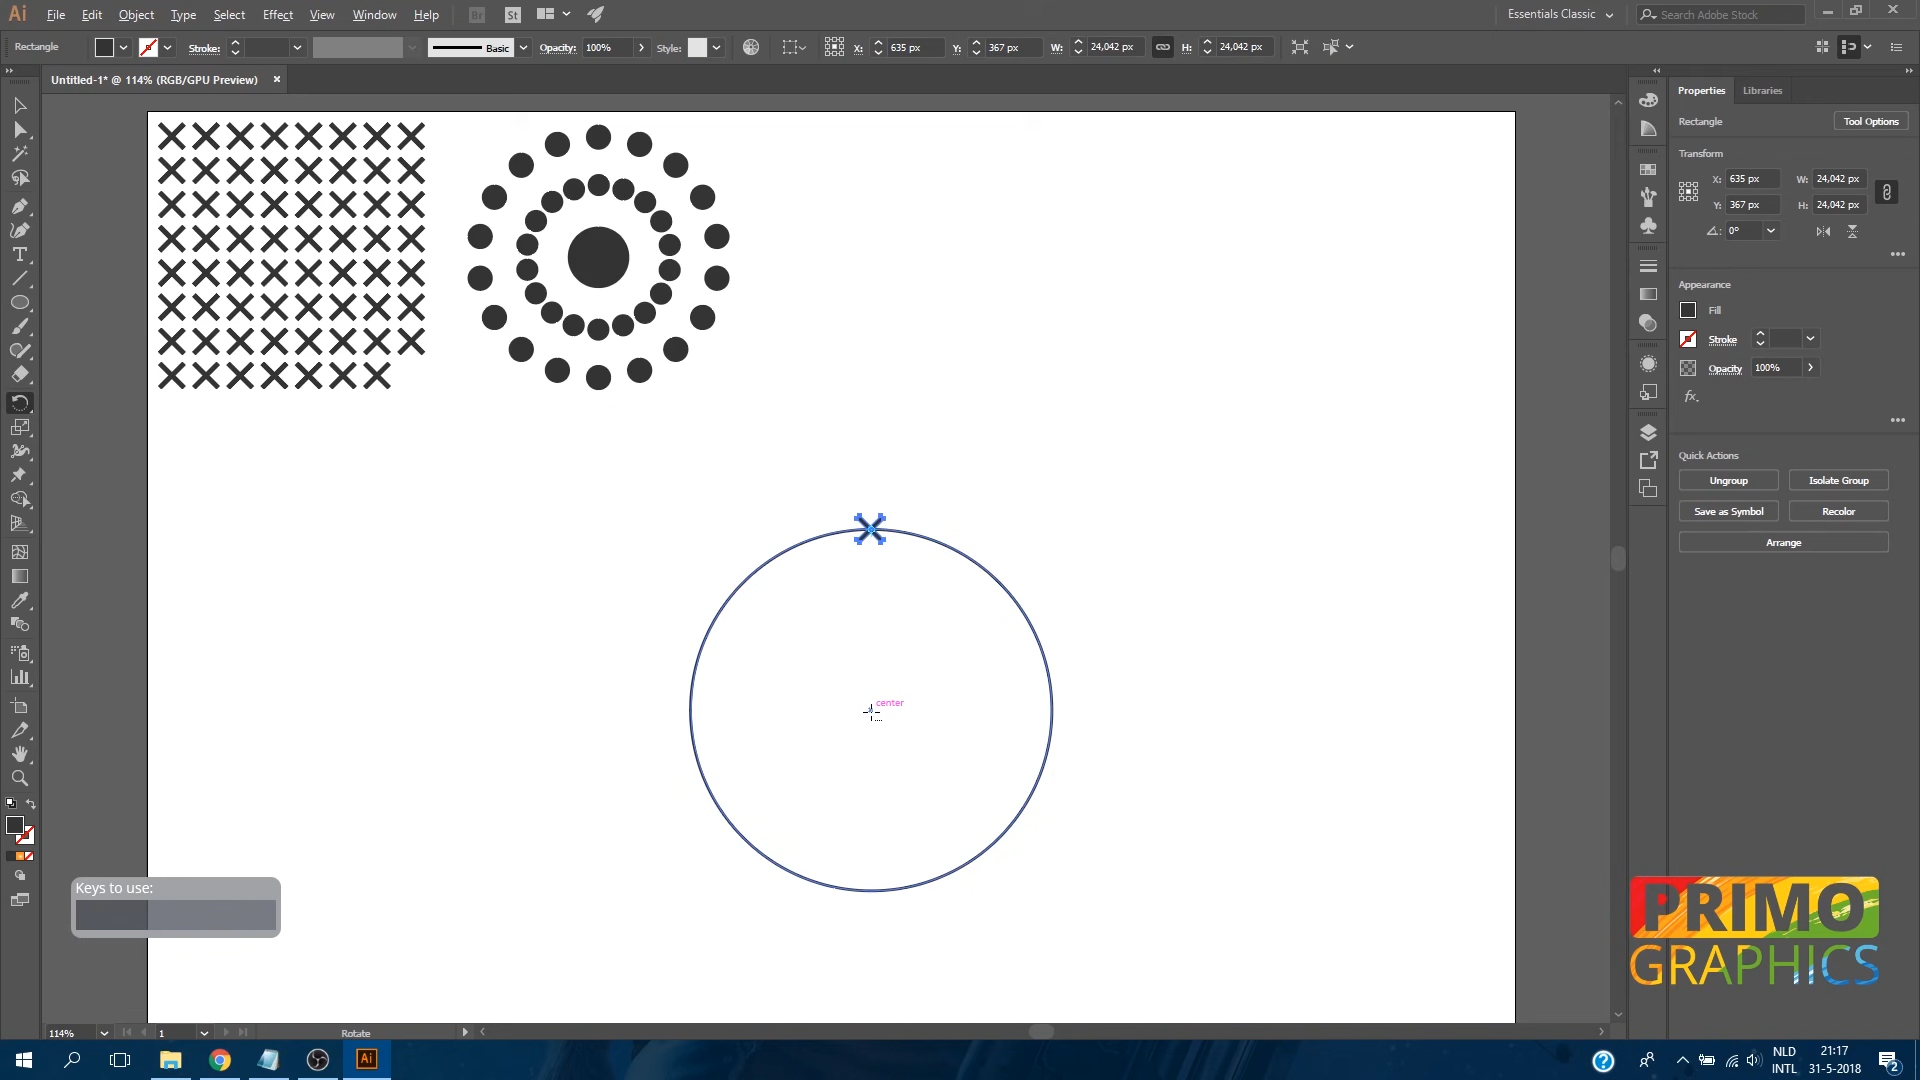 Ai File Edit Object Type Select Effect View Window Help Br St Essentials Classic Search Adobe Stock
Rectangle Stroke: Basic Opacity: 100% Style: X: 635 px Y: 367 px W: 24,042 px H: 24,042 px
Untitled-1* @ 114% (RGB/GPU Preview) ×
Properties Libraries
Rectangle Tool Options
Transform
X: 635 px W: 24,042 px
Y: 367 px H: 24,042 px
0°
Appearance
Fill
Stroke
Opacity 100%
fx.
Quick Actions
Ungroup Isolate Group
Save as Symbol Recolor
Arrange
center
Keys to use:
PRIMO
GRAPHICS
114% 1 Rotate
Ai
NLD
INTL
21:17
31-5-2018
2